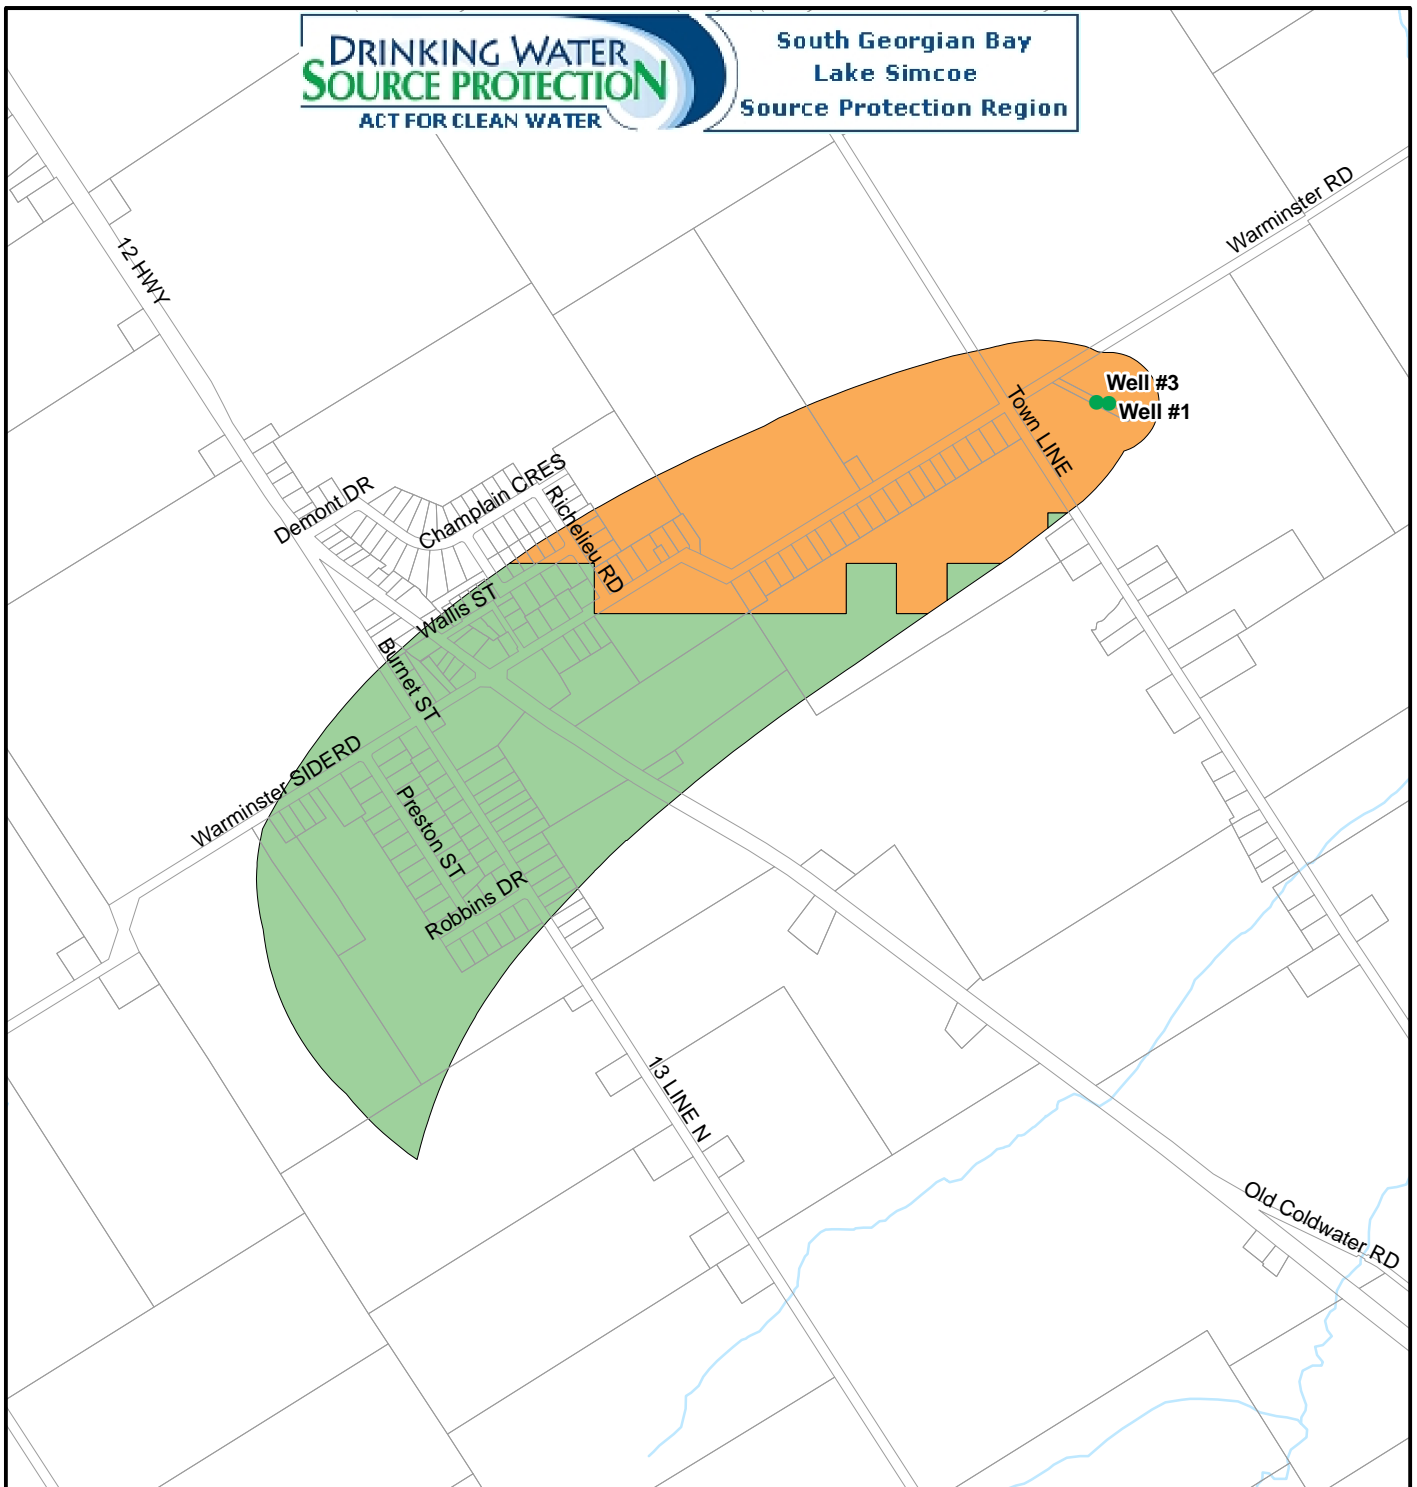 DRINKING WATER
SOURCE PROTECTION
ACT FOR CLEAN WATER
South Georgian Bay
Lake Simcoe
Source Protection Region
Warminster RD
12 HWY
Well #3
Well #1
Town LINE
Champlain CRES
Demont DR
Richelieu RD
Wallis ST
Burnet ST
Warminster SIDERD
Preston ST
Robbins DR
13 LINE N
Old Coldwater RD